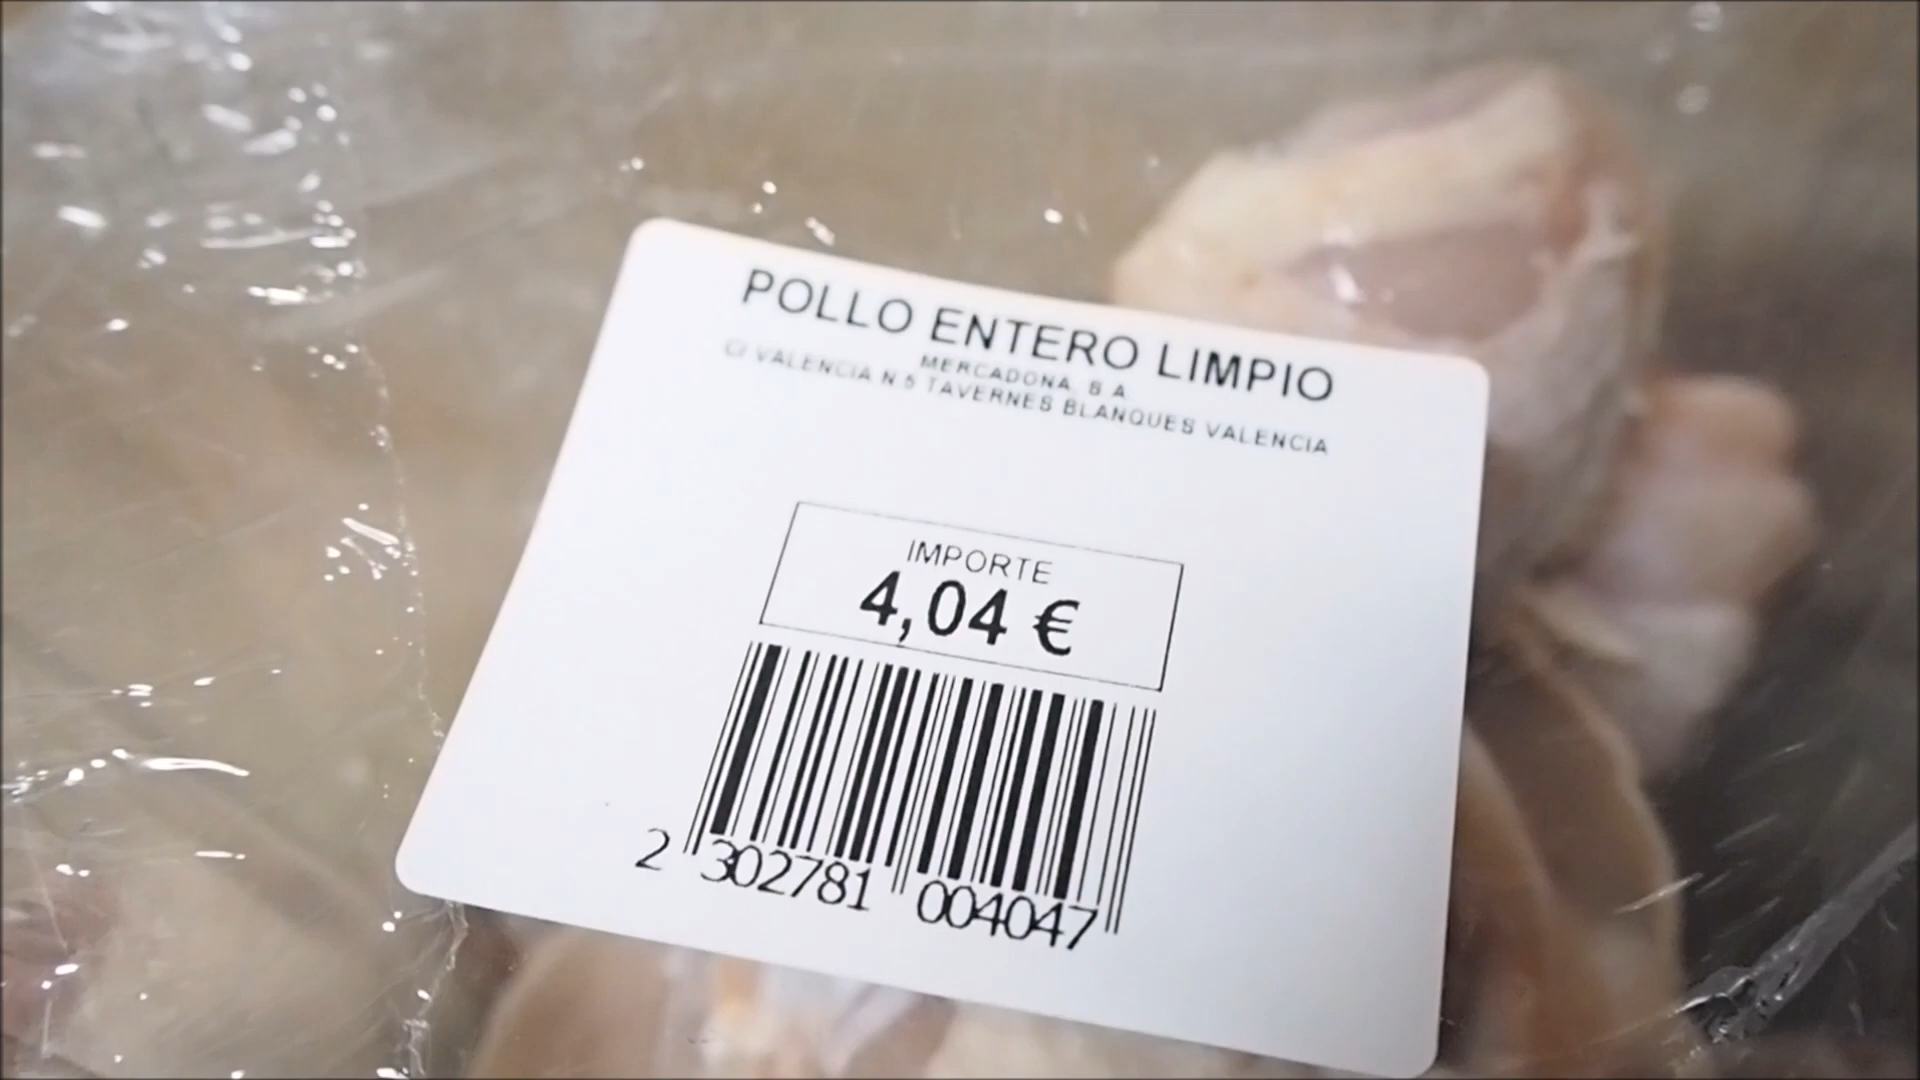 POLLO ENTERO LIMPIO
MERCADONA, S A
C/ VALENCIA N 5 TAVERNES BLANQUES VALENCIA
IMPORTE
4,04 €
2 302781 004047